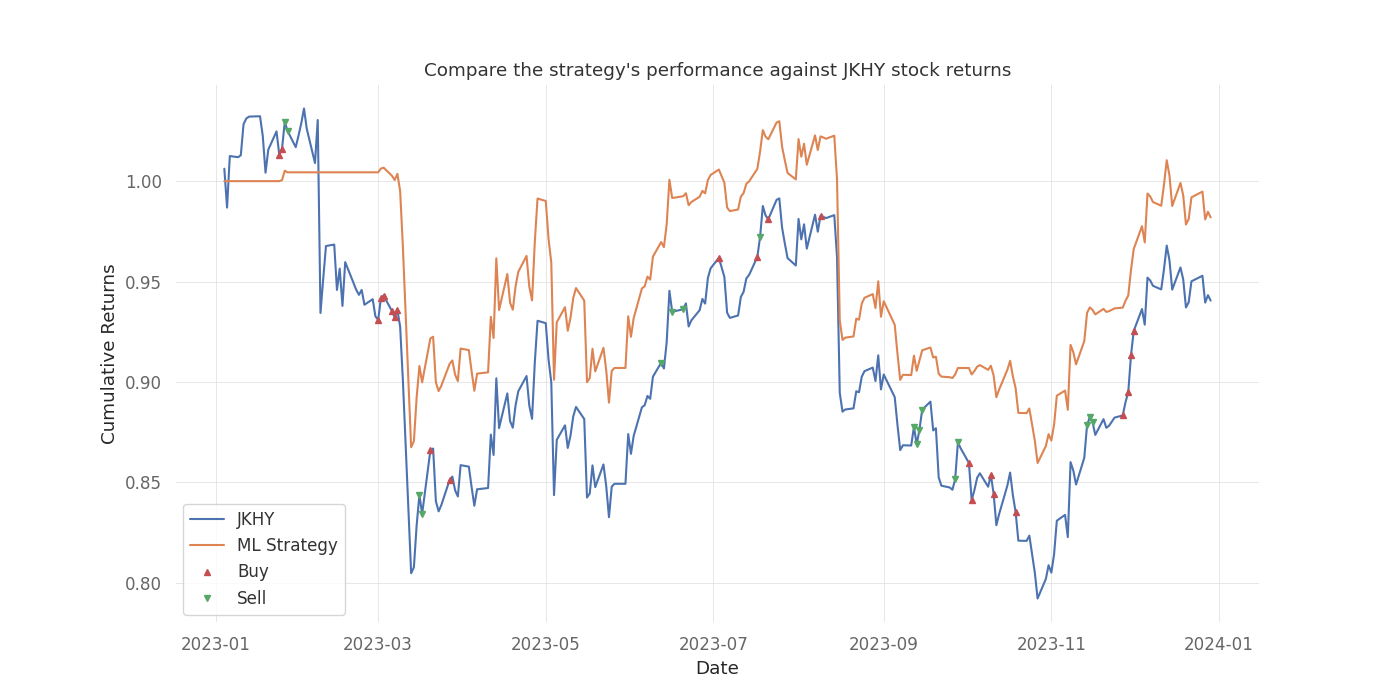 Compare the strategy's performance against JKHY stock returns
Cumulative Returns
1.00
0.95
0.90
0.85
0.80
JKHY
ML Strategy
Buy
Sell
2023-01 2023-03 2023-05 2023-07 2023-09 2023-11 2024-01
Date